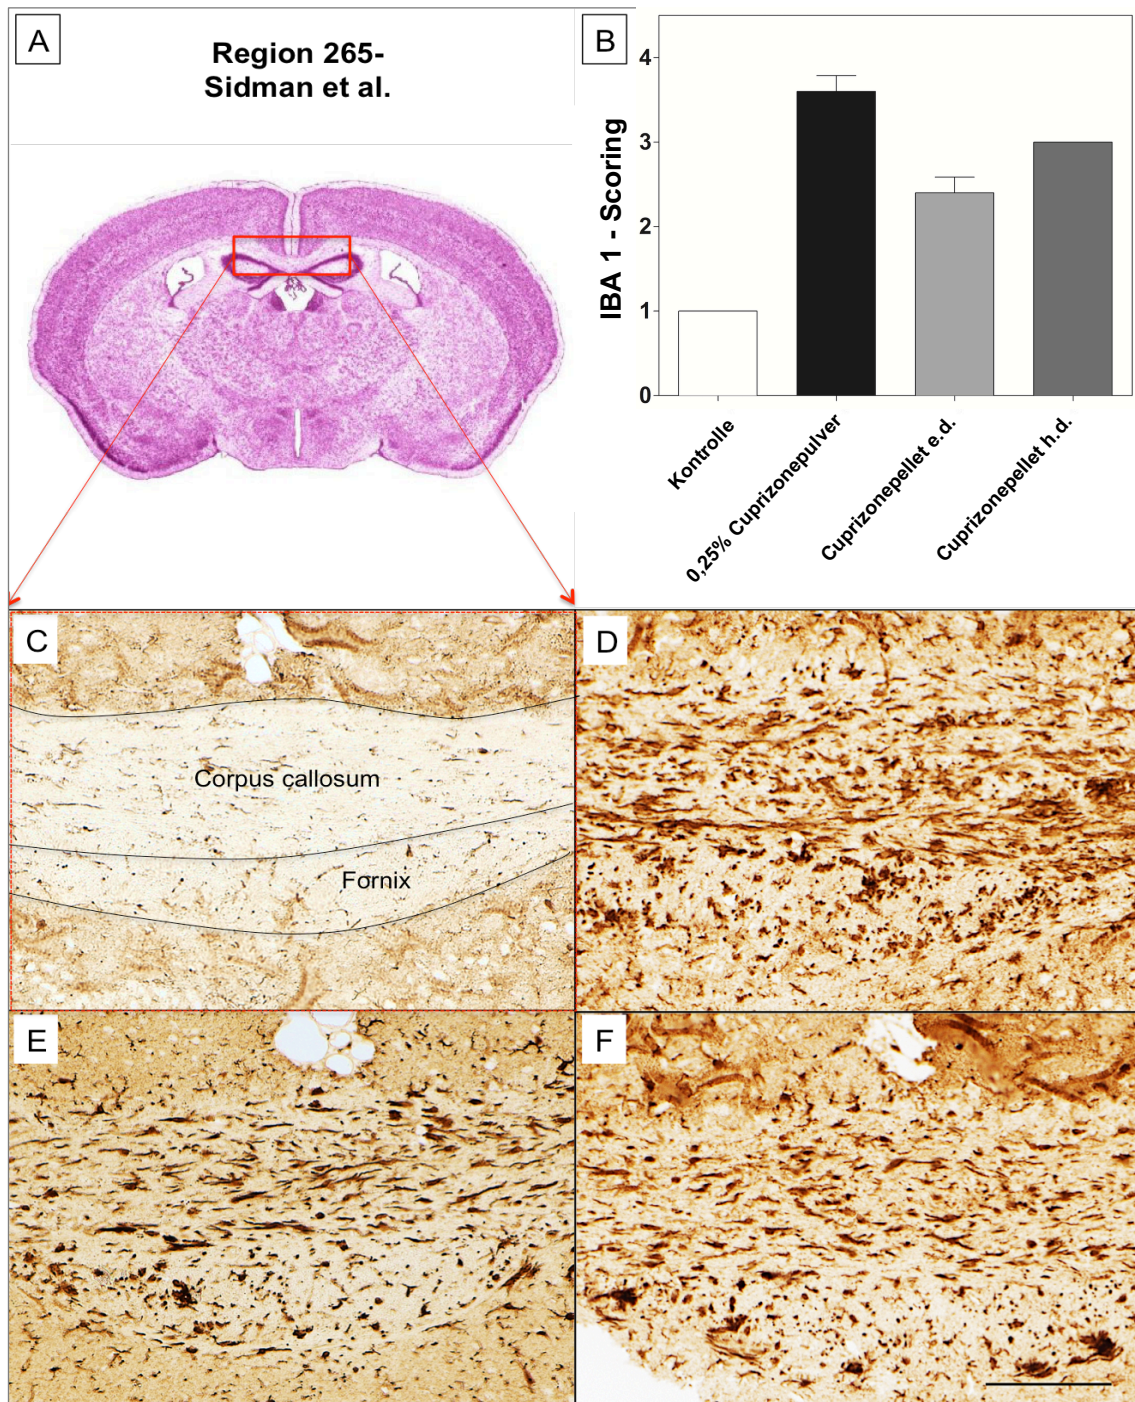 A
Region 265-
Sidman et al.
B
IBA 1 - Scoring
4
3
2
1
0
Kontrolle
0,25% Cuprizonepulver
Cuprizonepellet e.d.
Cuprizonepellet h.d.
C
Corpus callosum
Fornix
D
E
F